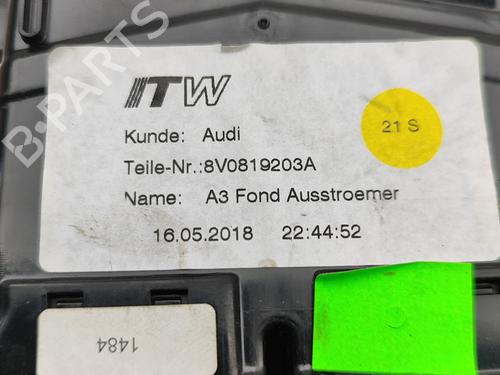 ITW
Kunde: Audi
21 S
Teile-Nr.:8V0819203A
Name: A3 Fond Ausstroemer
16.05.2018 22:44:52
1484
B-PARTS